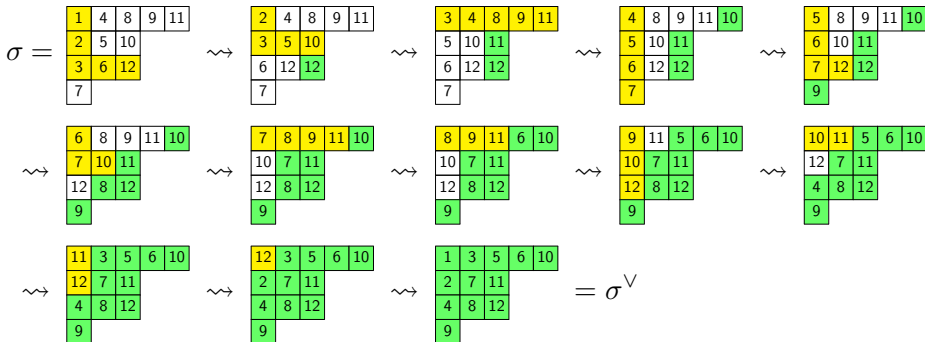 1 4 8 9 11 2 4 8 9 11 3 4 8 9 11 4 8 9 11 10 5 8 9 11 10
σ = 2 5 10 ⇝ 3 5 10 ⇝ 5 10 11 ⇝ 5 10 11 ⇝ 6 10 11
3 6 12 6 12 12 6 12 12 6 12 12 7 12 12
7 7 7 7 9
6 8 9 11 10 7 8 9 11 10 8 9 11 6 10 9 11 5 6 10 10 11 5 6 10
⇝ 7 10 11 ⇝ 10 7 11 ⇝ 10 7 11 ⇝ 10 7 11 ⇝ 12 7 11
12 8 12 12 8 12 12 8 12 12 8 12 4 8 12
9 9 9 9 9
11 3 5 6 10 12 3 5 6 10 1 3 5 6 10
⇝ 12 7 11 ⇝ 2 7 11 ⇝ 2 7 11 = σ^∨
4 8 12 4 8 12 4 8 12
9 9 9